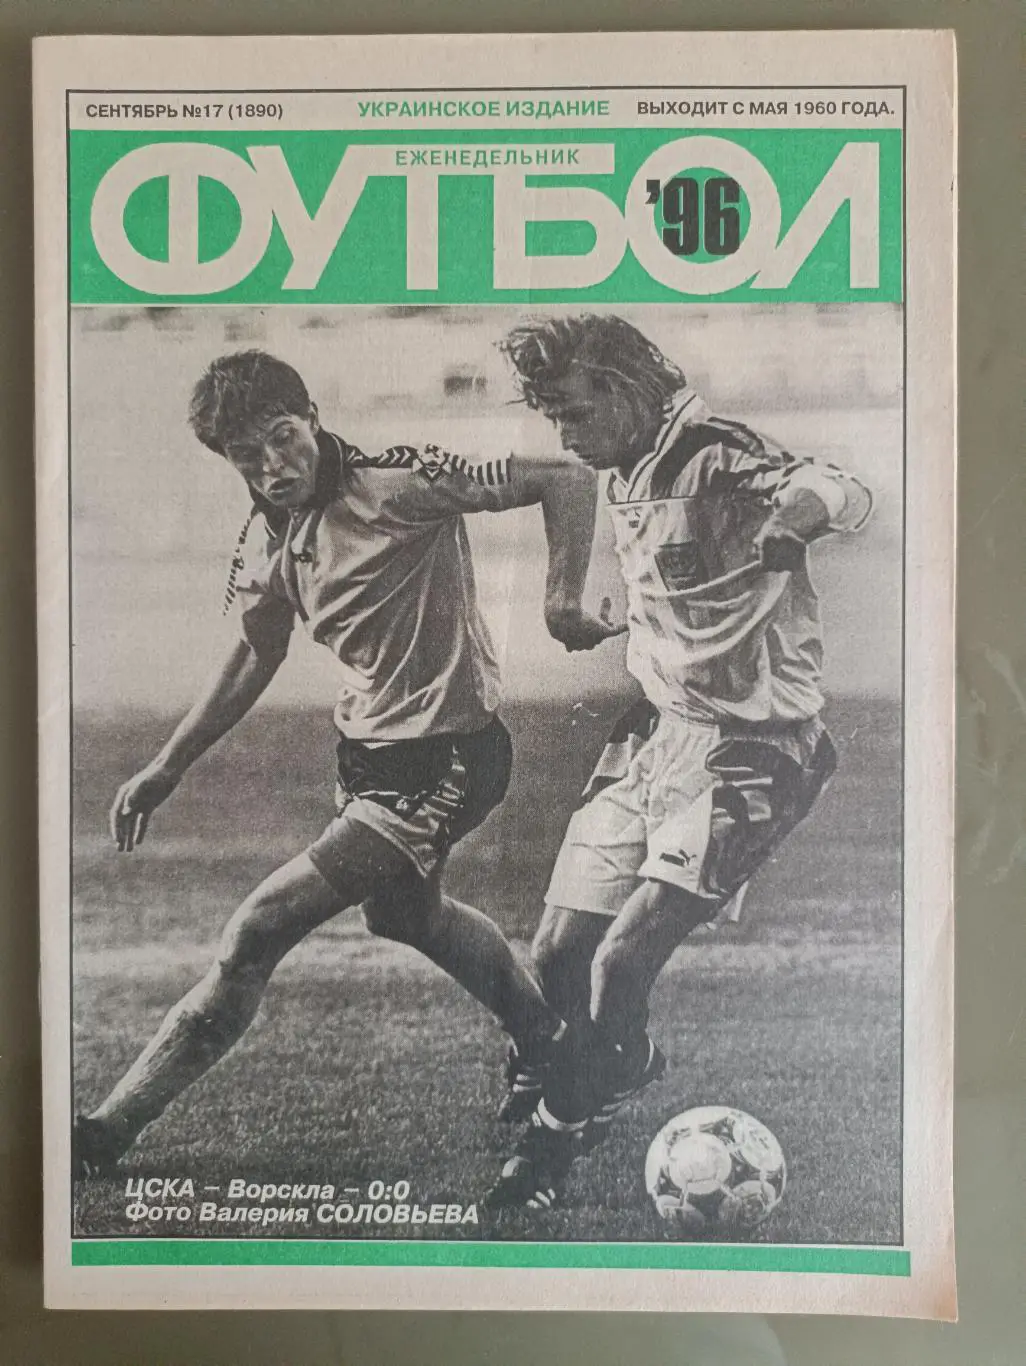 СЕНТЯБРЬ №17 (1890) УКРАИНСКОЕ ИЗДАНИЕ ВЫХОДИТ С МАЯ 1960 ГОДА.
ЕЖЕНЕДЕЛЬНИК
ФУТБОЛ
'96
ЦСКА – Ворскла – 0:0
Фото Валерия СОЛОВЬЕВА